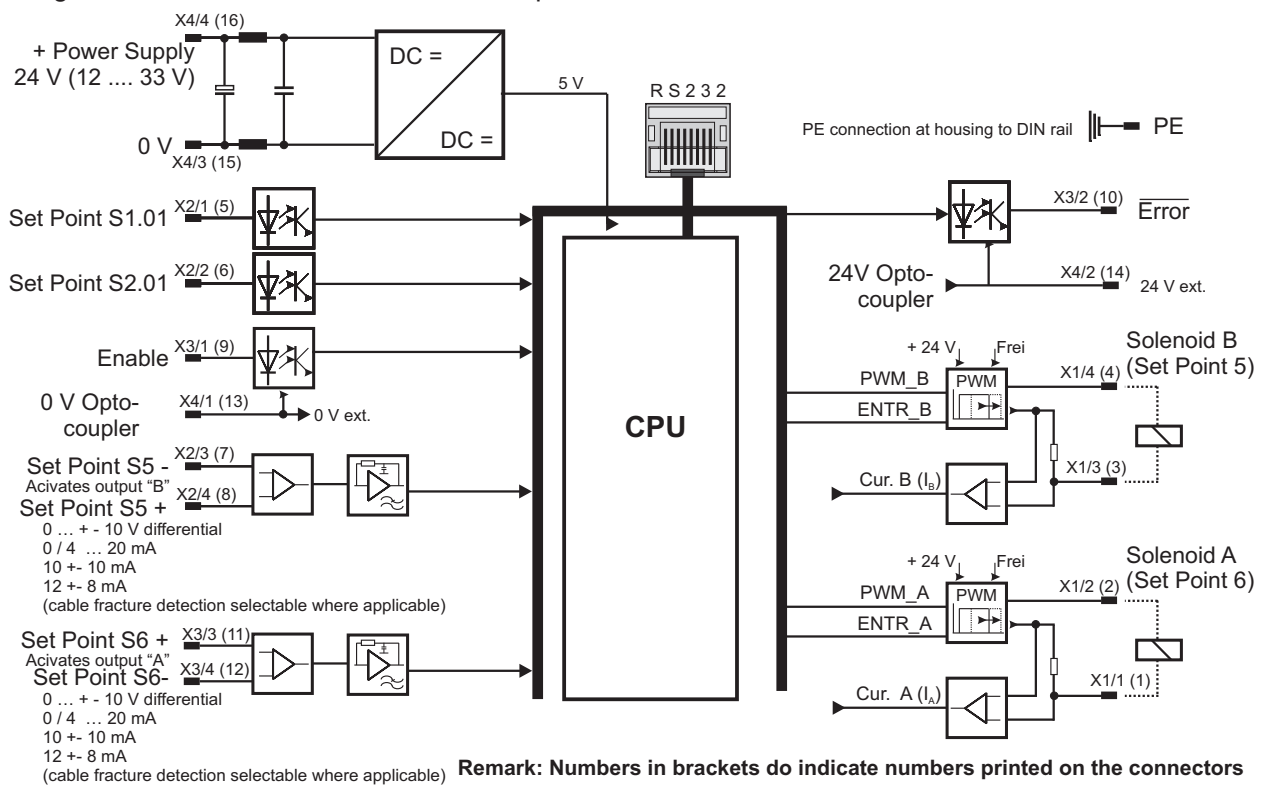 X4/4 (16)
+ Power Supply
24 V (12 .... 33 V)
DC =
DC =
5 V
0 V
X4/3 (15)
R S 2 3 2
PE connection at housing to DIN rail
PE
Set Point S1.01
X2/1 (5)
Set Point S2.01
X2/2 (6)
Enable
X3/1 (9)
0 V Opto-
coupler
X4/1 (13)
0 V ext.
Set Point S5 -
X2/3 (7)
Acivates output “B”
X2/4 (8)
Set Point S5 +
0 … + - 10 V differential
0 / 4 … 20 mA
10 +- 10 mA
12 +- 8 mA
(cable fracture detection selectable where applicable)
Set Point S6 +
X3/3 (11)
Acivates output “A”
X3/4 (12)
Set Point S6-
0 … + - 10 V differential
0 / 4 … 20 mA
10 +- 10 mA
12 +- 8 mA
(cable fracture detection selectable where applicable)
CPU
X3/2 (10)
Error
24V Opto-
coupler
X4/2 (14)
24 V ext.
Solenoid B
(Set Point 5)
+ 24 V
Frei
PWM_B
PWM
X1/4 (4)
ENTR_B
X1/3 (3)
Cur. B (IB)
Solenoid A
(Set Point 6)
+ 24 V
Frei
PWM_A
PWM
X1/2 (2)
ENTR_A
X1/1 (1)
Cur. A (IA)
Remark: Numbers in brackets do indicate numbers printed on the connectors